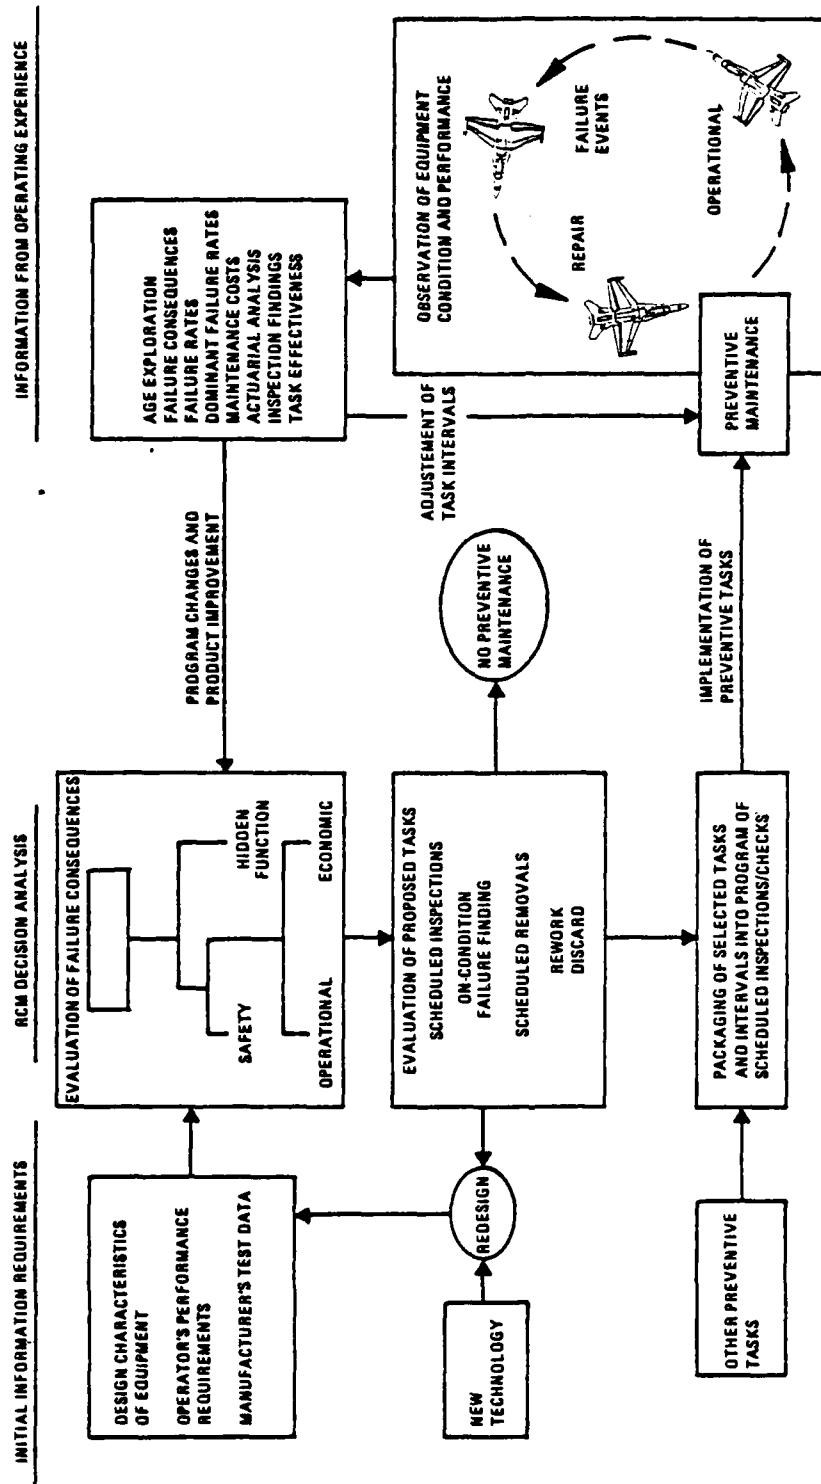 INITIAL INFORMATION REQUIREMENTS
RCM DECISION ANALYSIS
INFORMATION FROM OPERATING EXPERIENCE
DESIGN CHARACTERISTICS
OF EQUIPMENT
OPERATOR'S PERFORMANCE
REQUIREMENTS
MANUFACTURER'S TEST DATA
EVALUATION OF FAILURE CONSEQUENCES
SAFETY
HIDDEN
FUNCTION
OPERATIONAL
ECONOMIC
PROGRAM CHANGES AND
PRODUCT IMPROVEMENT
AGE EXPLORATION
FAILURE CONSEQUENCES
FAILURE RATES
DOMINANT FAILURE RATES
MAINTENANCE COSTS
ACTUARIAL ANALYSIS
INSPECTION FINDINGS
TASK EFFECTIVENESS
NEW
TECHNOLOGY
REDESIGN
EVALUATION OF PROPOSED TASKS
SCHEDULED INSPECTIONS
ON-CONDITION
FAILURE FINDING
SCHEDULED REMOVALS
REWORK
DISCARD
NO PREVENTIVE
MAINTENANCE
ADJUSTEMENT OF
TASK INTERVALS
OBSERVATION OF EQUIPMENT
CONDITION AND PERFORMANCE
REPAIR
FAILURE
EVENTS
OPERATIONAL
OTHER PREVENTIVE
TASKS
PACKAGING OF SELECTED TASKS
AND INTERVALS INTO PROGRAM OF
SCHEDULED INSPECTIONS/CHECKS
IMPLEMENTATION OF
PREVENTIVE TASKS
PREVENTIVE
MAINTENANCE